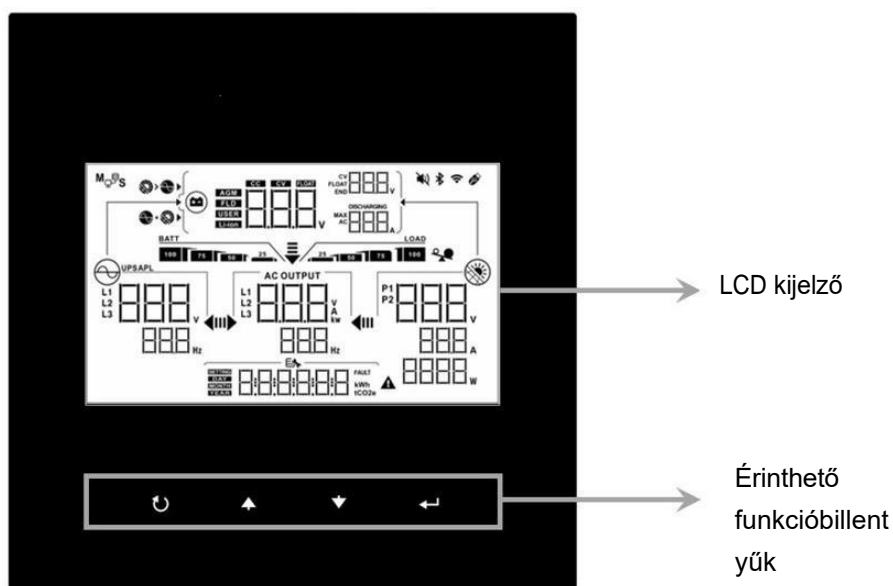 M S
CC CV FLOAT
AGM
FLD
USER
Li-ion
V
CV
FLOAT
END
V
DISCHARGING
MAX
AC
A
BATT
LOAD
100 75 50 25
25 50 75 100
UPSAPL
AC OUTPUT
L1
L2
L3
V
Hz
L1
L2
L3
V
A
kw
Hz
P1
P2
V
A
W
SETTING
DAY
MONTH
YEAR
FAULT
kWh
tCO2e
LCD kijelző
Érinthető
funkcióbillent
yűk